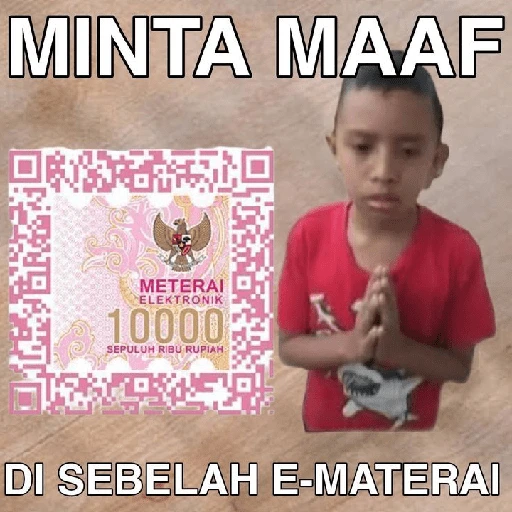 MINTA MAAF
METERAI
ELEKTRONIK
10000
SEPULUH RIBU RUPIAH
DI SEBELAH E-MATERAI